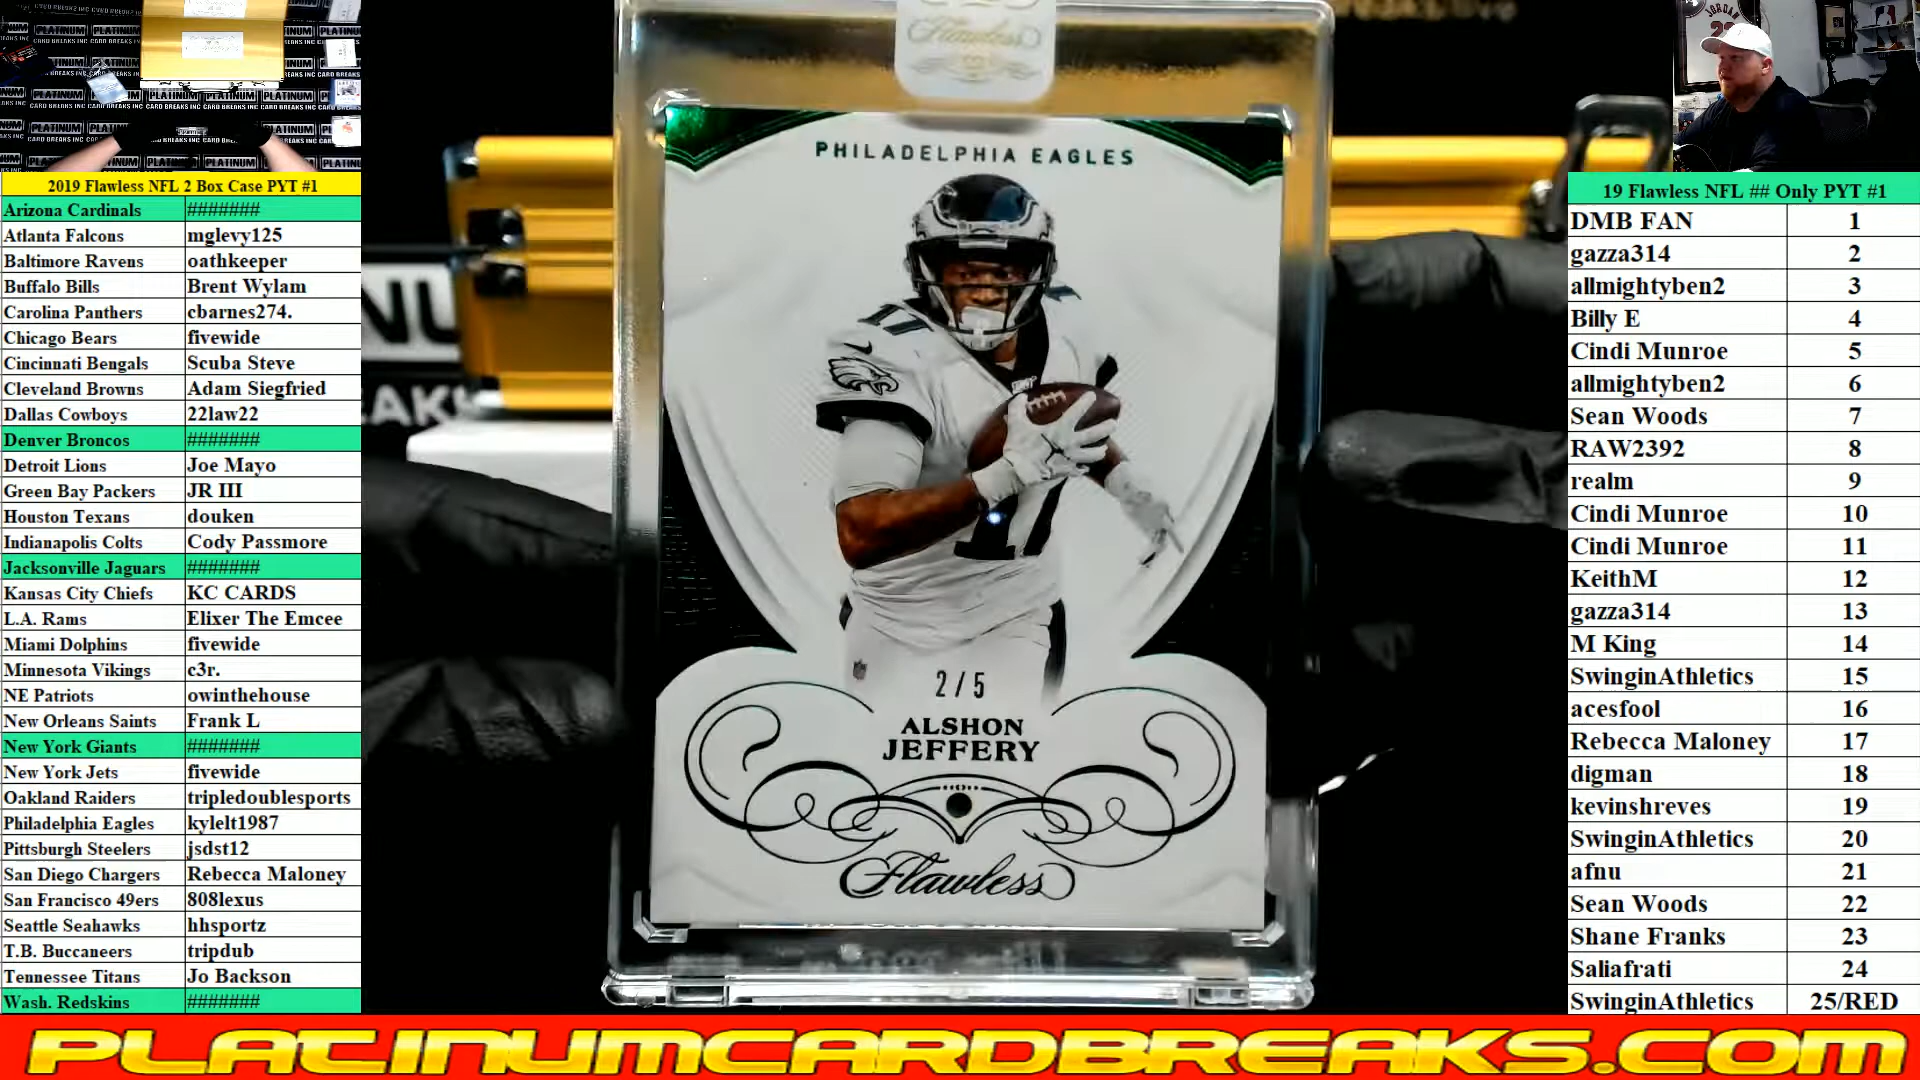 2019 Flawless NFL 2 Box Case PYT #1
Arizona Cardinals #######
Atlanta Falcons mglevy125
Baltimore Ravens oathkeeper
Buffalo Bills Brent Wylam
Carolina Panthers cbarnes274.
Chicago Bears fivewide
Cincinnati Bengals Scuba Steve
Cleveland Browns Adam Siegfried
Dallas Cowboys 22law22
Denver Broncos #######
Detroit Lions Joe Mayo
Green Bay Packers JR III
Houston Texans douken
Indianapolis Colts Cody Passmore
Jacksonville Jaguars #######
Kansas City Chiefs KC CARDS
L.A. Rams Elixer The Emcee
Miami Dolphins fivewide
Minnesota Vikings c3r.
NE Patriots owinthehouse
New Orleans Saints Frank L
New York Giants #######
New York Jets fivewide
Oakland Raiders tripledoublesports
Philadelphia Eagles kylelt1987
Pittsburgh Steelers jsdst12
San Diego Chargers Rebecca Maloney
San Francisco 49ers 808lexus
Seattle Seahawks hhsportz
T.B. Buccaneers tripdub
Tennessee Titans Jo Backson
Wash. Redskins #######
Flawless
PHILADELPHIA EAGLES
17
17
2/5
ALSHON
JEFFERY
Flawless
19 Flawless NFL ## Only PYT #1
DMB FAN 1
gazza314 2
allmightyben2 3
Billy E 4
Cindi Munroe 5
allmightyben2 6
Sean Woods 7
RAW2392 8
realm 9
Cindi Munroe 10
Cindi Munroe 11
KeithM 12
gazza314 13
M King 14
SwinginAthletics 15
acesfool 16
Rebecca Maloney 17
digman 18
kevinshreves 19
SwinginAthletics 20
afnu 21
Sean Woods 22
Shane Franks 23
Saliafrati 24
SwinginAthletics 25/RED
PLATINUMCARDBREAKS.COM